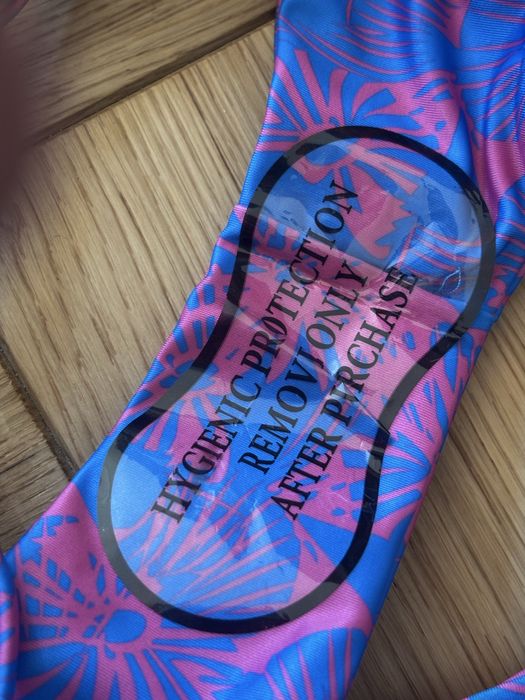 HYGIENIC PROTECTION
REMOVE ONLY
AFTER PURCHASE